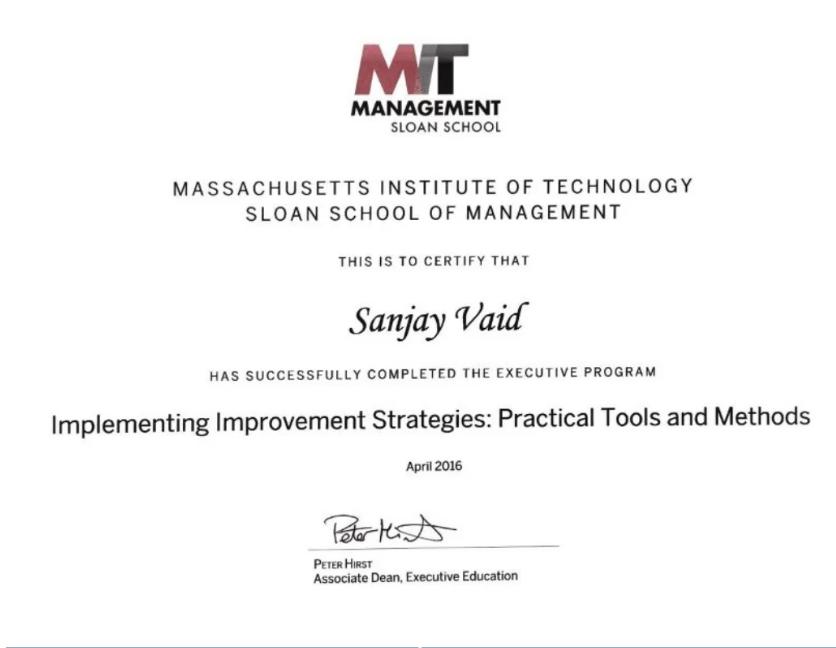 MIT
MANAGEMENT
SLOAN SCHOOL
MASSACHUSETTS INSTITUTE OF TECHNOLOGY
SLOAN SCHOOL OF MANAGEMENT
THIS IS TO CERTIFY THAT
Sanjay Vaid
HAS SUCCESSFULLY COMPLETED THE EXECUTIVE PROGRAM
Implementing Improvement Strategies: Practical Tools and Methods
April 2016
Peter Hirst
PETER HIRST
Associate Dean, Executive Education